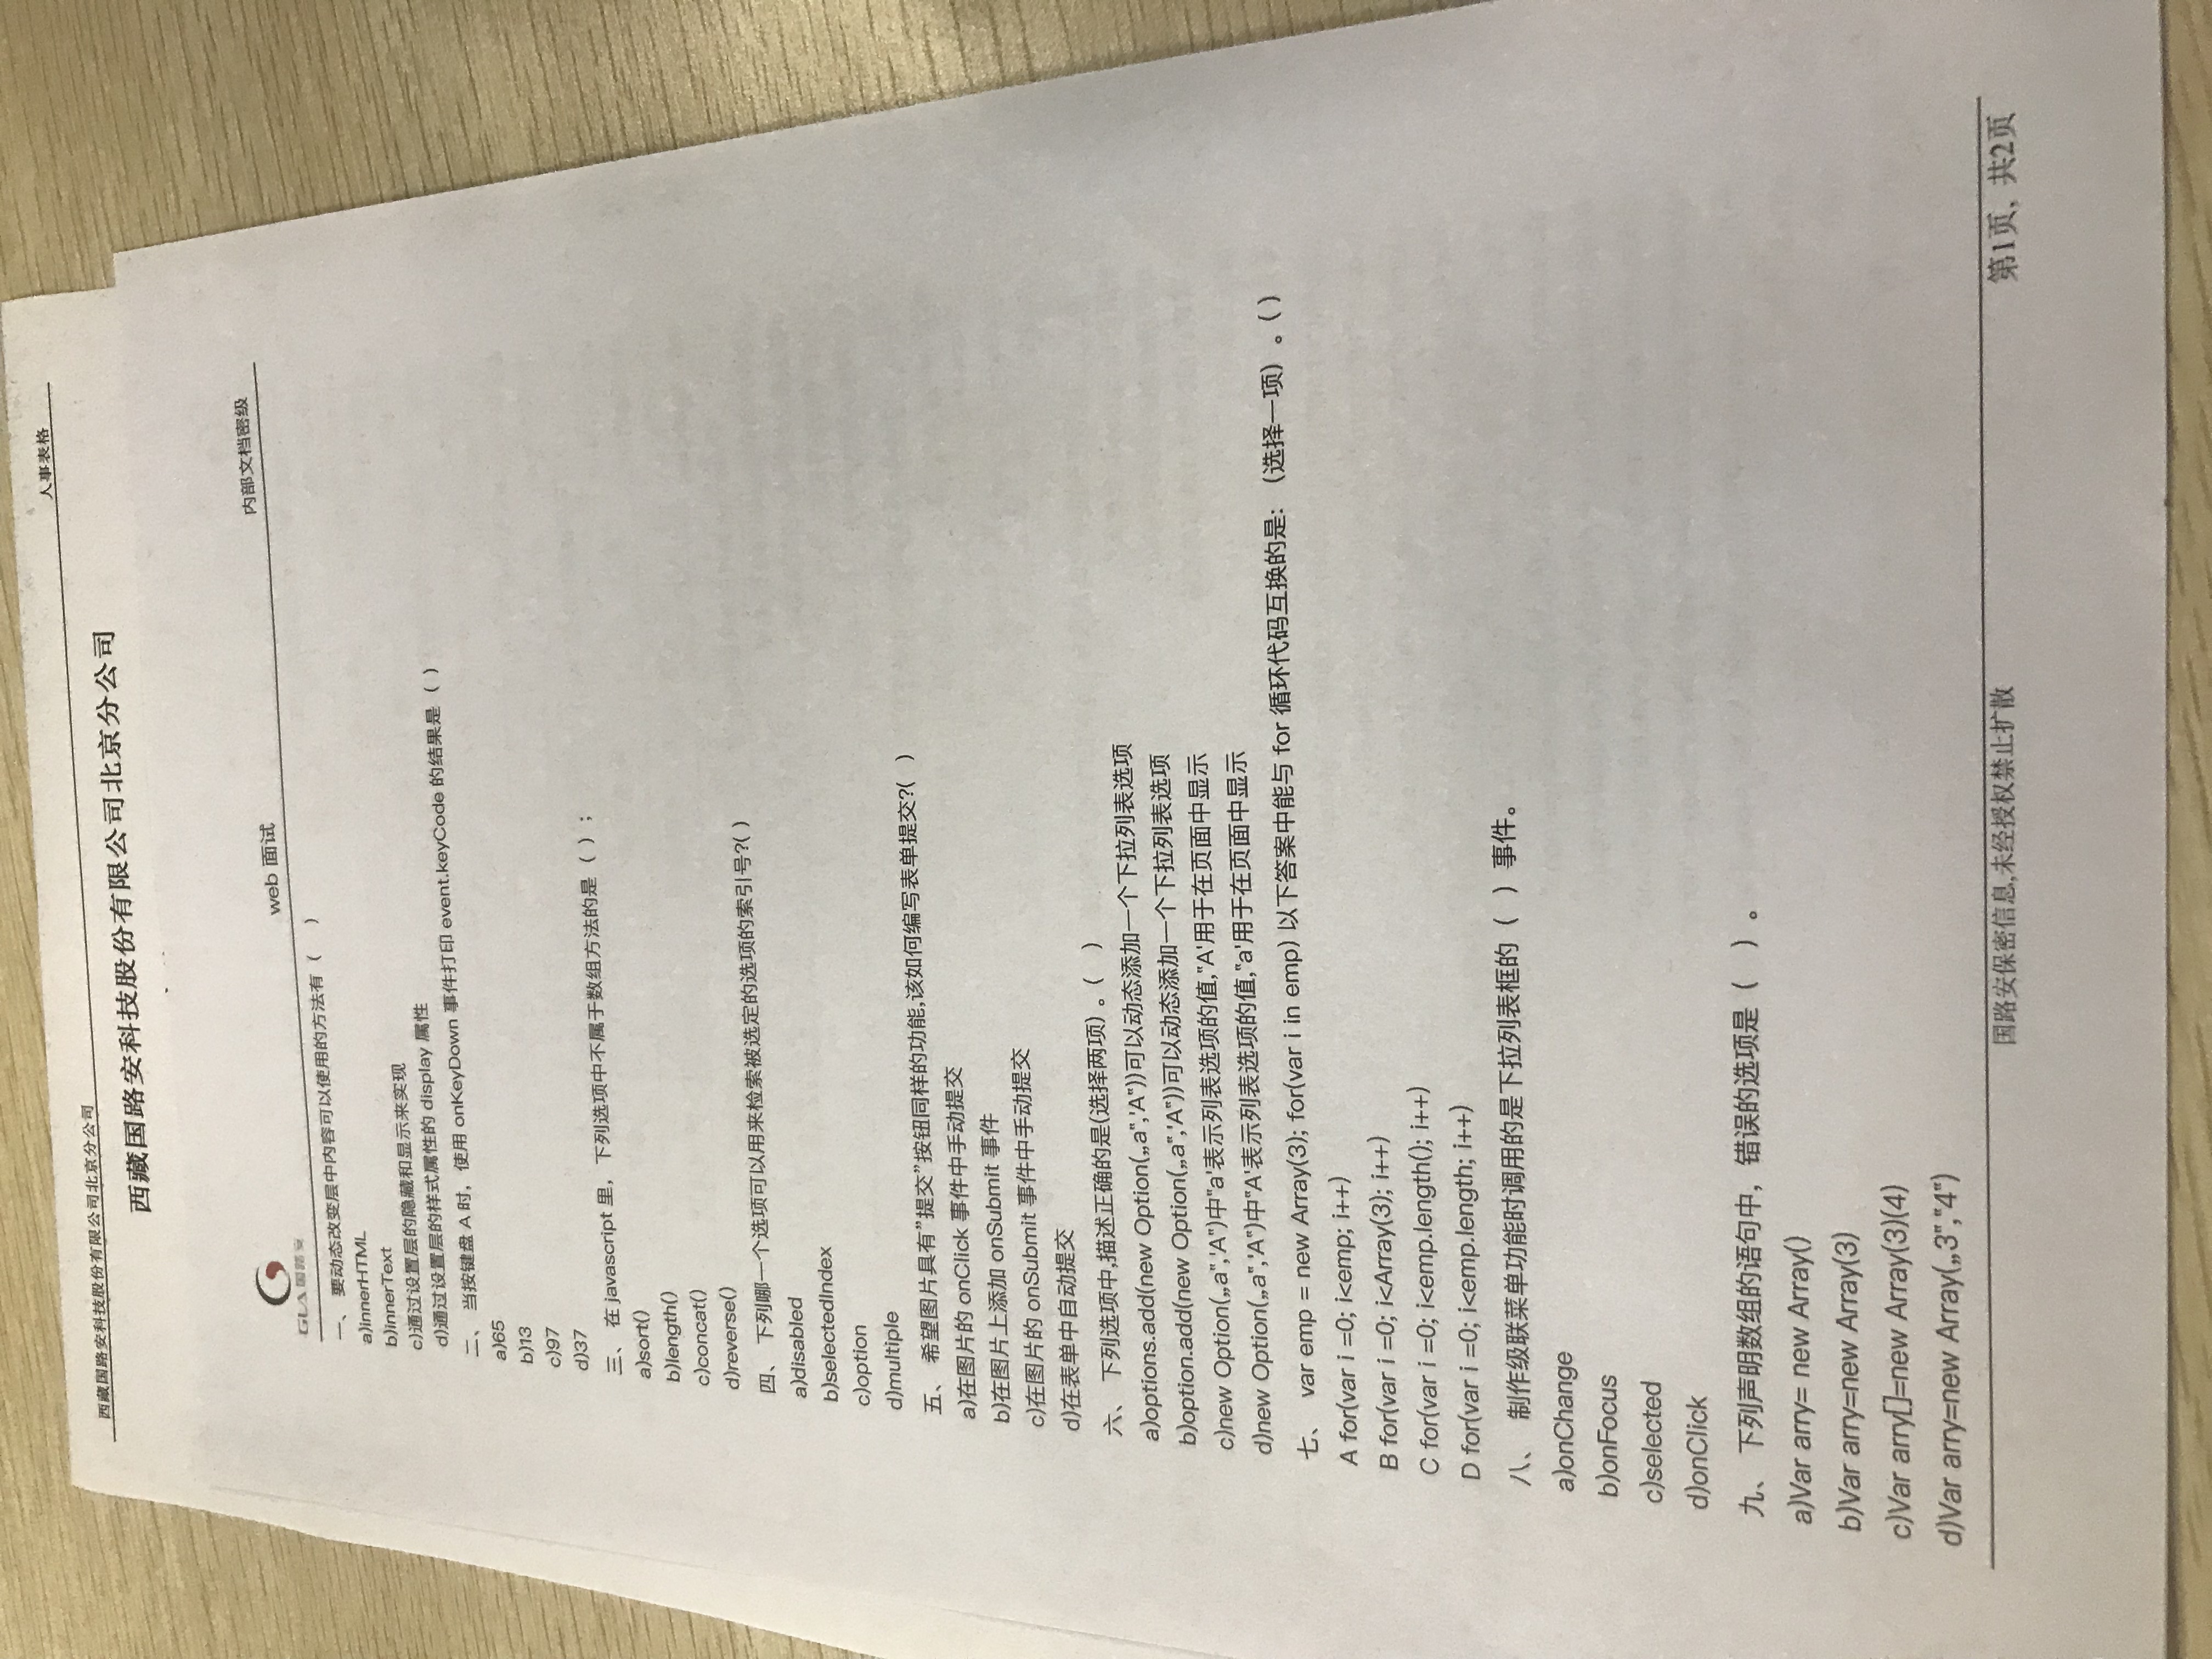 西藏国路安科技股份有限公司北京分公司 人事表格
西藏国路安科技股份有限公司北京分公司
GLA 国路安 web 面试 内部文档密级
一、 要动态改变层中内容可以使用的方法有（ ）
a)innerHTML
b)innerText
c)通过设置层的隐藏和显示来实现
d)通过设置层的样式属性的 display 属性
二、 当按键盘 A 时，使用 onKeyDown 事件打印 event.keyCode 的结果是（ ）
a)65
b)13
c)97
d)37
三、 在 javascript 里，下列选项中不属于数组方法的是（ ）；
a)sort()
b)length()
c)concat()
d)reverse()
四、 下列哪一个选项可以用来检索被选定的选项的索引号?( )
a)disabled
b)selectedIndex
c)option
d)multiple
五、 希望图片具有”提交”按钮同样的功能,该如何编写表单提交?( )
a)在图片的 onClick 事件中手动提交
b)在图片上添加 onSubmit 事件
c)在图片的 onSubmit 事件中手动提交
d)在表单中自动提交
六、 下列选项中,描述正确的是(选择两项) 。( )
a)options.add(new Option(„a‟,'A‟))可以动态添加一个下拉列表选项
b)option.add(new Option(„a‟,'A‟))可以动态添加一个下拉列表选项
c)new Option(„a‟,'A‟)中‟a'表示列表选项的值,‟A'用于在页面中显示
d)new Option(„a‟,'A‟)中‟A'表示列表选项的值,‟a'用于在页面中显示
七、 var emp = new Array(3); for(var i in emp) 以下答案中能与 for 循环代码互换的是: （选择一项）。( )
A for(var i =0; i<emp; i++)
B for(var i =0; i<Array(3); i++)
C for(var i =0; i<emp.length(); i++)
D for(var i =0; i<emp.length; i++)
八、 制作级联菜单功能时调用的是下拉列表框的（ ）事件。
a)onChange
b)onFocus
c)selected
d)onClick
九、 下列声明数组的语句中，错误的选项是（ ）。
a)Var arry= new Array()
b)Var arry=new Array(3)
c)Var arry[]=new Array(3)(4)
d)Var arry=new Array(„3‟,‟4‟)
国路安保密信息,未经授权禁止扩散 第1页, 共2页